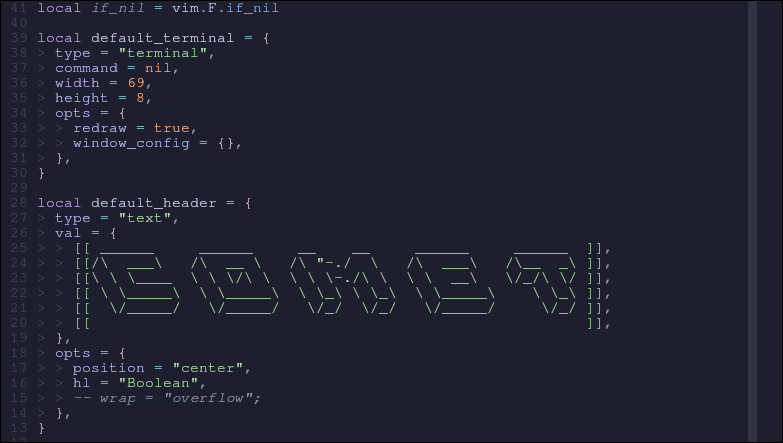 41 local if_nil = vim.F.if_nil
40
39 local default_terminal = {
38 > type = "terminal",
37 > command = nil,
36 > width = 69,
35 > height = 8,
34 > opts = {
33 > > redraw = true,
32 > > window_config = {},
31 > },
30 }
29
28 local default_header = {
27 > type = "text",
26 > val = {
25 > > [[ ______     ______     __    __     ______     ______  ]],
24 > > [[/\  ___\   /\  __ \   /\ "-./  \   /\  ___\   /\__  _\ ]],
23 > > [[\ \ \____  \ \ \/\ \  \ \ \-./\ \  \ \  __\   \/_/\ \/ ]],
22 > > [[ \ \_____\  \ \_____\  \ \_\ \ \_\  \ \_____\    \ \_\ ]],
21 > > [[  \/_____/   \/_____/   \/_/  \/_/   \/_____/     \/_/ ]],
20 > > [[                                                       ]],
19 > },
18 > opts = {
17 > > position = "center",
16 > > hl = "Boolean",
15 > > -- wrap = "overflow";
14 > },
13 }